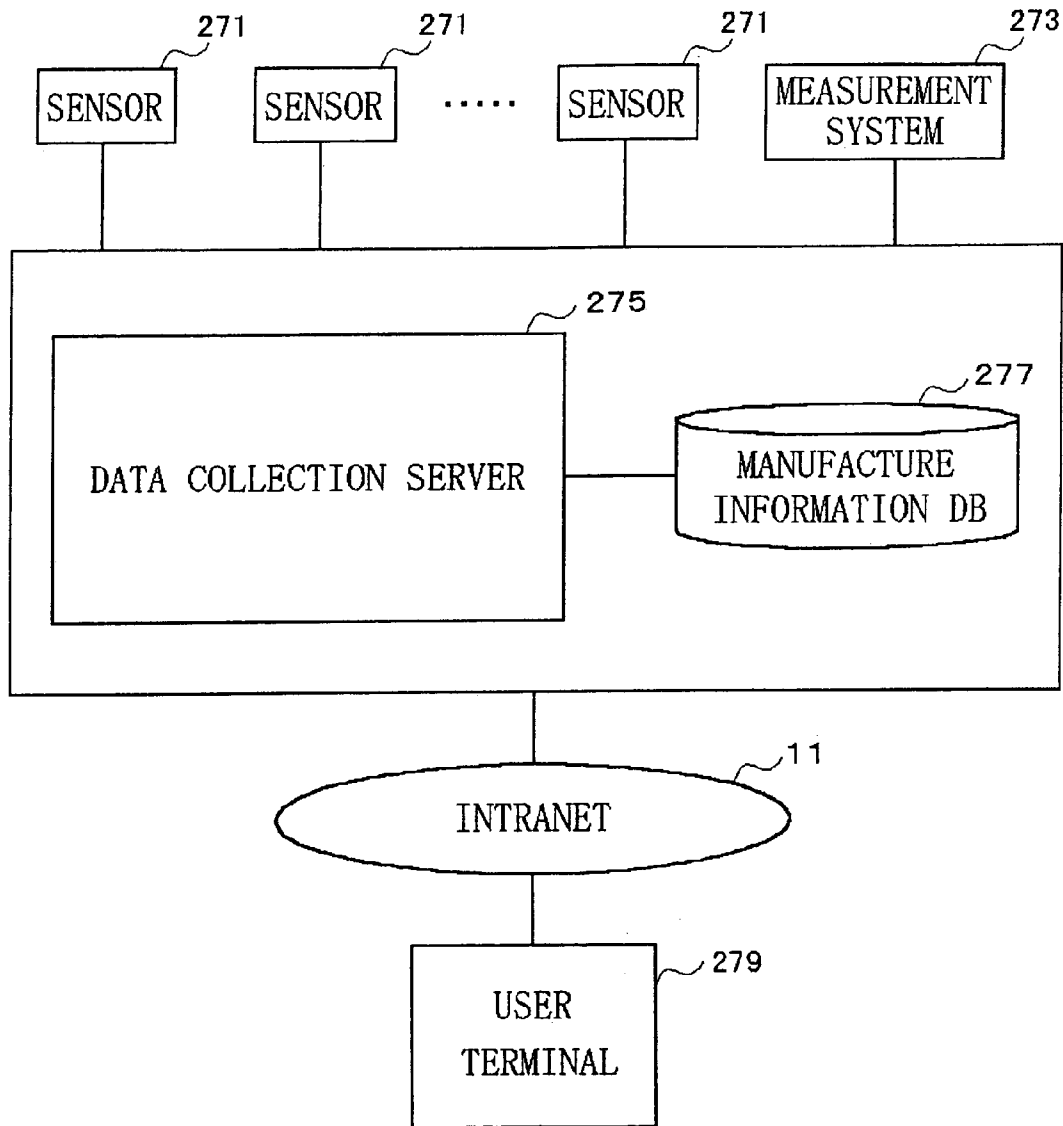 271
271
271
273
SENSOR
SENSOR
.....
SENSOR
MEASUREMENT
SYSTEM
275
277
DATA COLLECTION SERVER
MANUFACTURE
INFORMATION DB
11
INTRANET
279
USER
TERMINAL